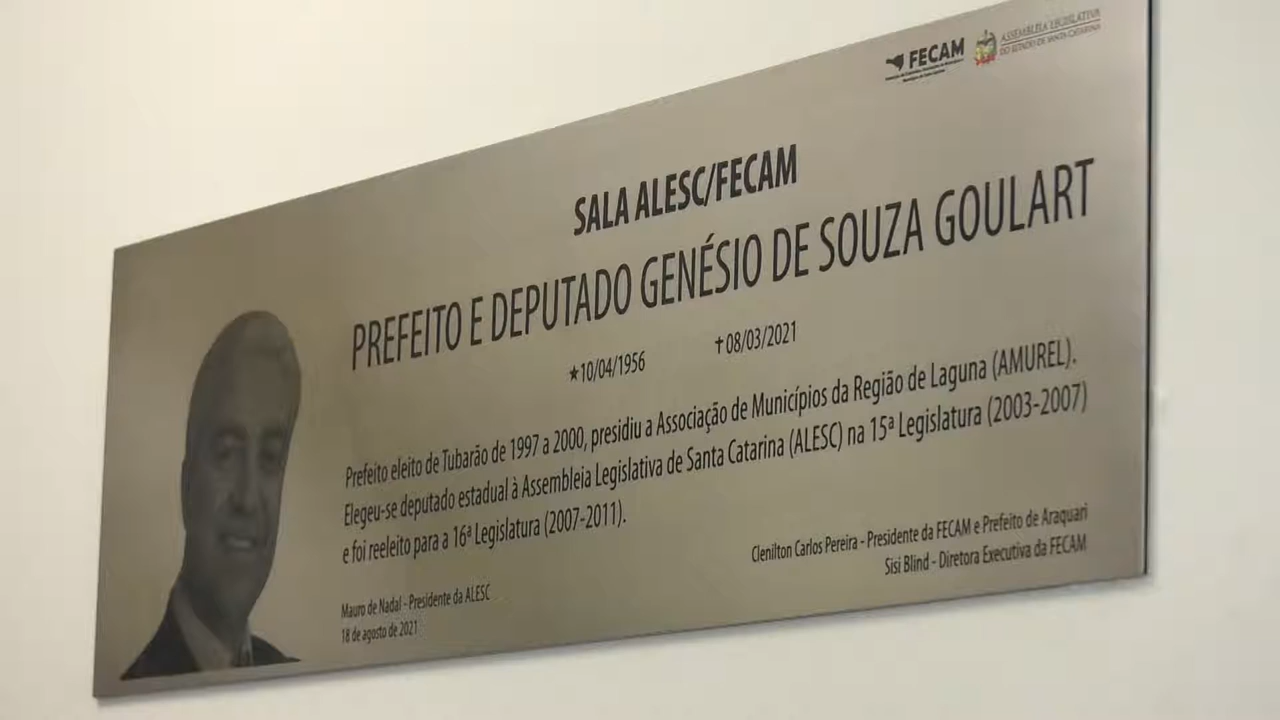 FECAM
ASSEMBLEIA LEGISLATIVA
DO ESTADO DE SANTA CATARINA
SALA ALESC/FECAM
PREFEITO E DEPUTADO GENÉSIO DE SOUZA GOULART
★10/04/1956 ✝08/03/2021
Prefeito eleito de Tubarão de 1997 a 2000, presidiu a Associação de Municípios da Região de Laguna (AMUREL).
Elegeu-se deputado estadual à Assembleia Legislativa de Santa Catarina (ALESC) na 15ª Legislatura (2003-2007)
e foi reeleito para a 16ª Legislatura (2007-2011).
Clenilton Carlos Pereira - Presidente da FECAM e Prefeito de Araquari
Sisi Blind - Diretora Executiva da FECAM
Mauro de Nadal - Presidente da ALESC
18 de agosto de 2021